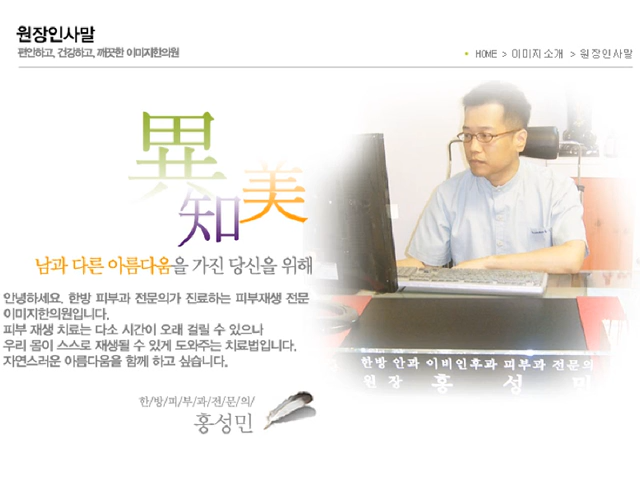 원장인사말
편안하고, 건강하고, 깨끗한 이미지한의원
HOME > 이미지소개 > 원장인사말
異
知美
남과 다른 아름다움을 가진 당신을 위해
안녕하세요. 한방 피부과 전문의가 진료하는 피부재생 전문
이미지한의원입니다.
피부 재생 치료는 다소 시간이 오래 걸릴 수 있으나
우리 몸이 스스로 재생될 수 있게 도와주는 치료법입니다.
자연스러운 아름다움을 함께 하고 싶습니다.
한/방/피/부/과/전/문/의/
홍성민
한방 안과 이비인후과 피부과 전문의
원장 홍성민